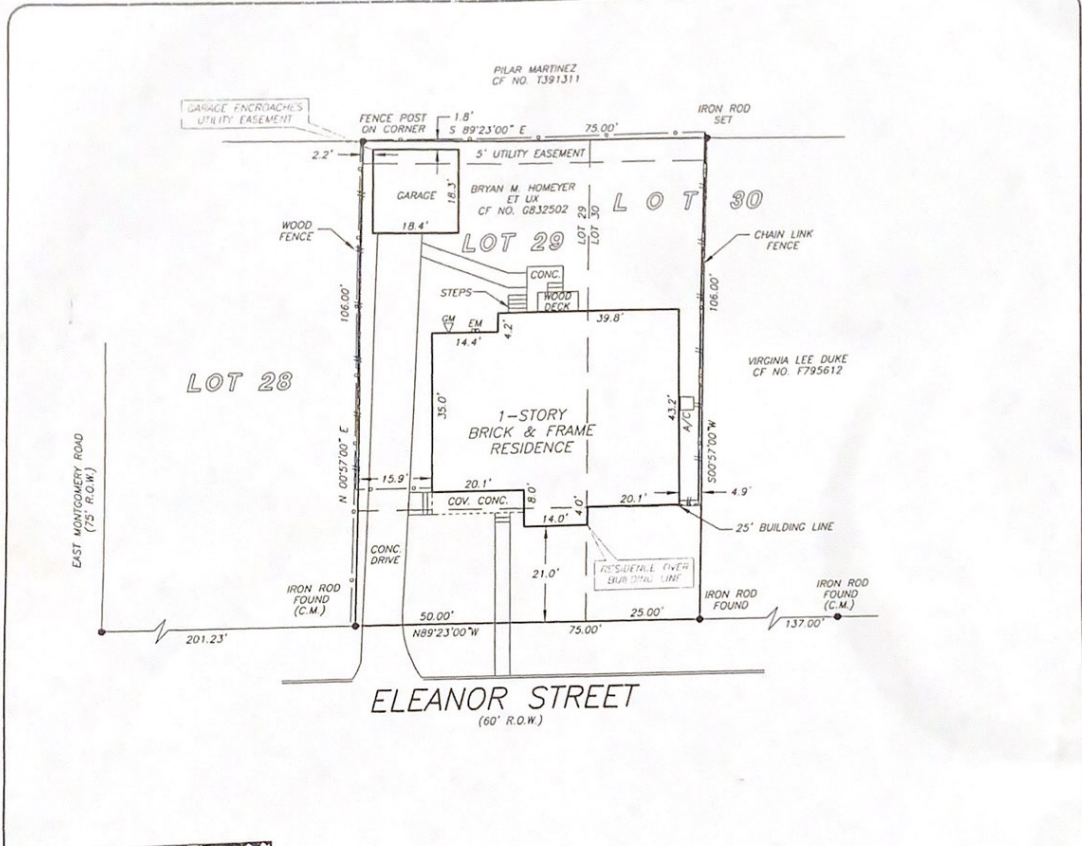 PILAR MARTINEZ
CF NO. T391311
GARAGE ENCROACHES
UTILITY EASEMENT
FENCE POST
ON CORNER
1.8'
S 89°23'00" E
75.00'
IRON ROD
SET
2.2'
5' UTILITY EASEMENT
GARAGE
18.3'
18.4'
BRYAN M. HOMEYER
ET UX
CF NO. G832502
LOT 29
LOT 30
LOT 30
WOOD
FENCE
LOT 29
CHAIN LINK
FENCE
CONC.
STEPS
WOOD
DECK
106.00'
106.00'
GM
EM
14.4'
4.2'
39.8'
VIRGINIA LEE DUKE
CF NO. F795612
LOT 28
35.0'
1-STORY
BRICK & FRAME
RESIDENCE
43.2'
A/C
EAST MONTGOMERY ROAD
(75' R.O.W.)
N 00°57'00" E
S00°57'00"W
15.9'
20.1'
COV. CONC.
8.0'
14.0'
4.0'
20.1'
4.9'
25' BUILDING LINE
CONC.
DRIVE
21.0'
RESIDENCE OVER
BUILDING LINE
IRON ROD
FOUND
(C.M.)
IRON ROD
FOUND
IRON ROD
FOUND
(C.M.)
201.23'
50.00'
N89°23'00"W
75.00'
25.00'
137.00'
ELEANOR STREET
(60' R.O.W.)